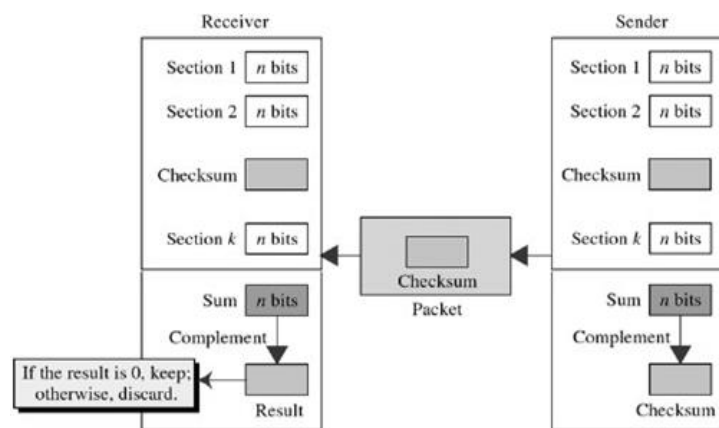 Receiver
Sender
Section 1 n bits
Section 2 n bits
Checksum
Section k n bits
Section 1 n bits
Section 2 n bits
Checksum
Section k n bits
Checksum
Packet
Sum n bits
Complement
If the result is 0, keep;
otherwise, discard.
Result
Sum n bits
Complement
Checksum